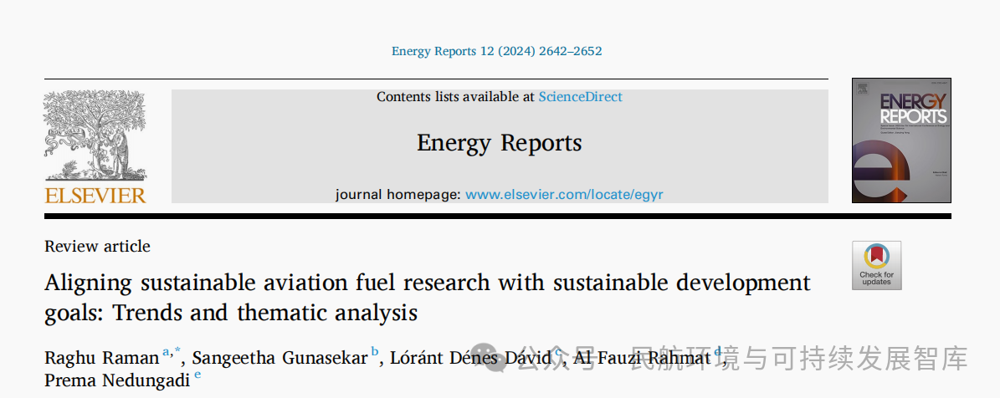 Energy Reports 12 (2024) 2642–2652
Contents lists available at ScienceDirect
Energy Reports
journal homepage: www.elsevier.com/locate/egyr
ELSEVIER
ENERGY
REPORTS
Review article
Check for
updates
Aligning sustainable aviation fuel research with sustainable development
goals: Trends and thematic analysis
Raghu Raman a,*, Sangeetha Gunasekar b, Lóránt Dénes Dávid c, Al Fauzi Rahmat d,
Prema Nedungadi e
公众号 民航环境与可持续发展智库